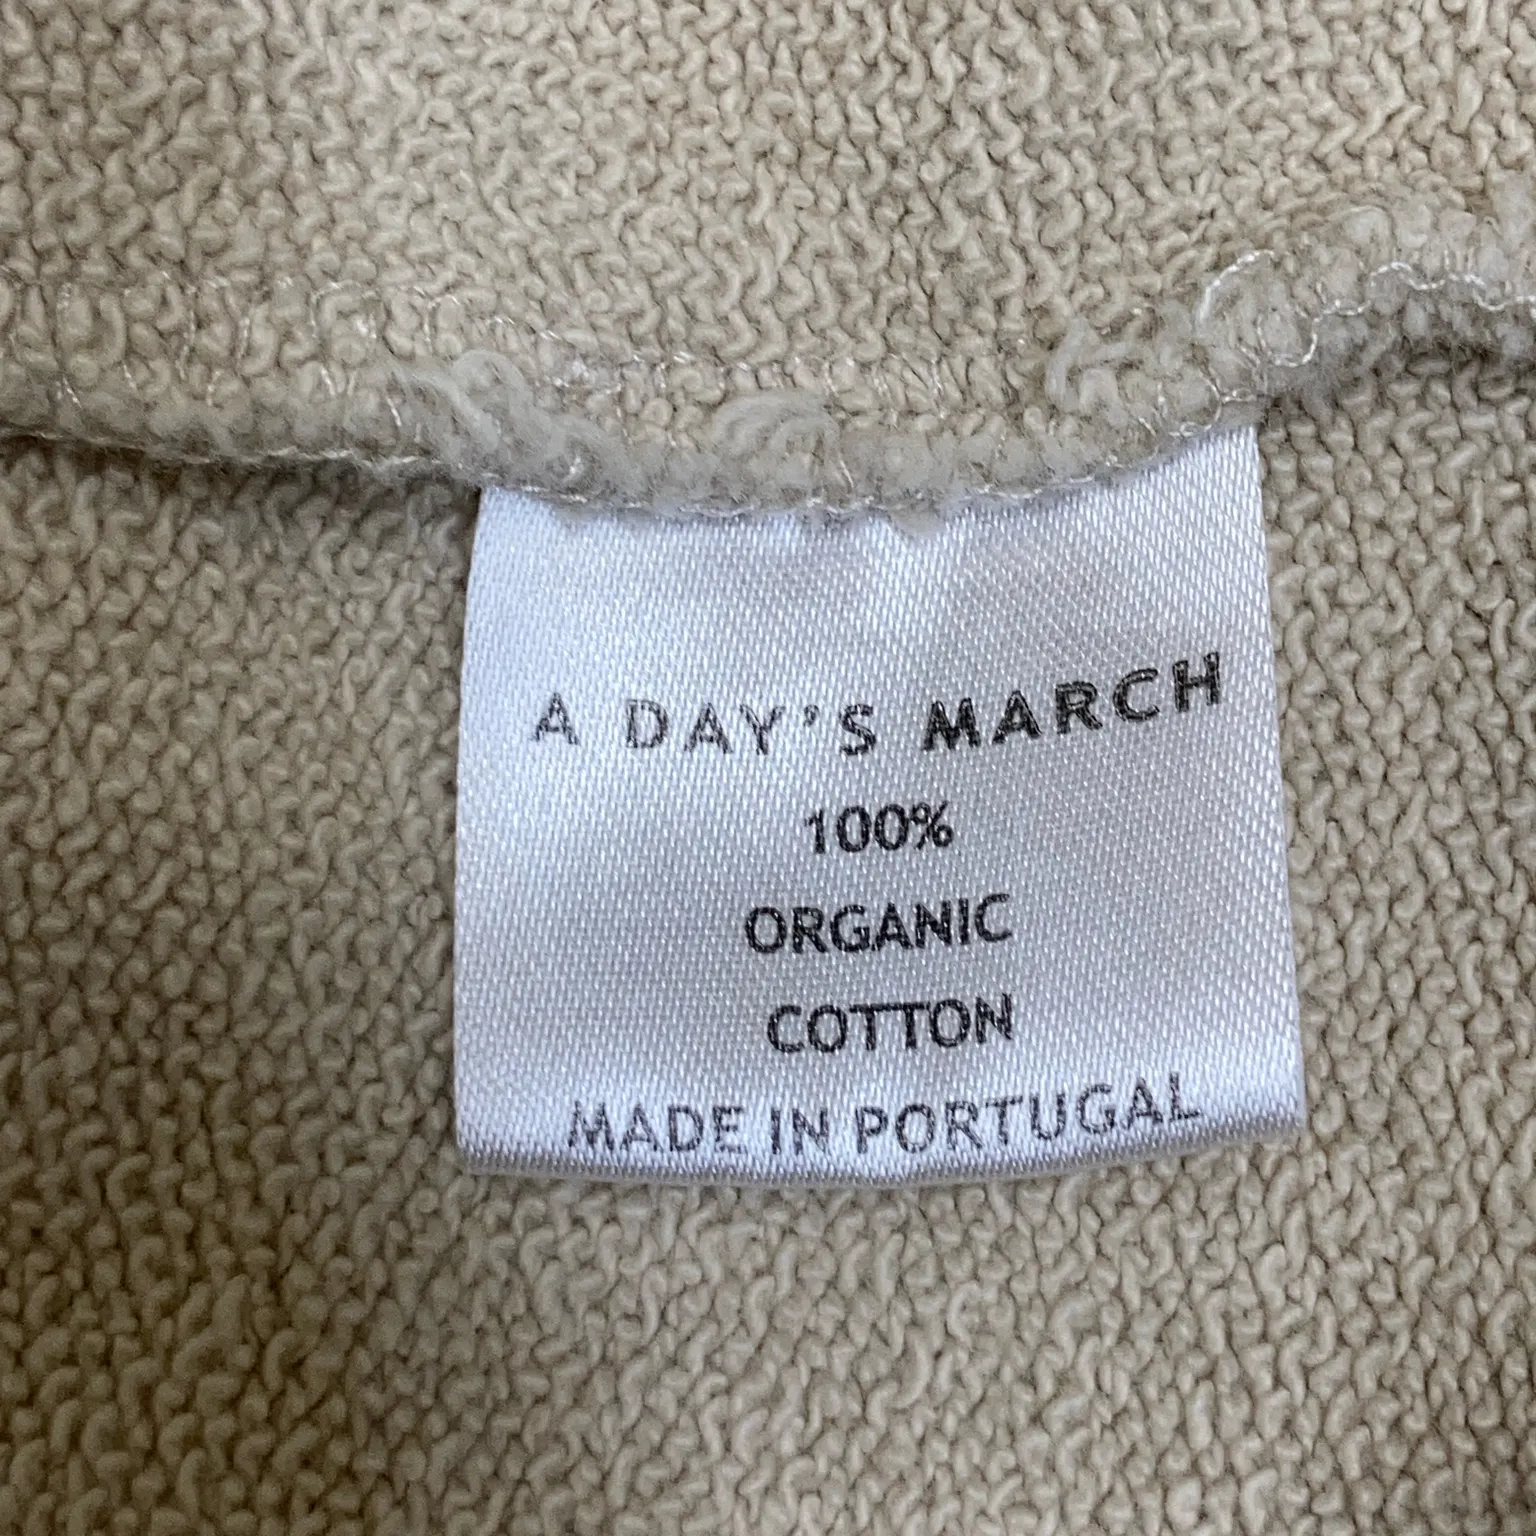 A DAY'S MARCH
100%
ORGANIC
COTTON
MADE IN PORTUGAL